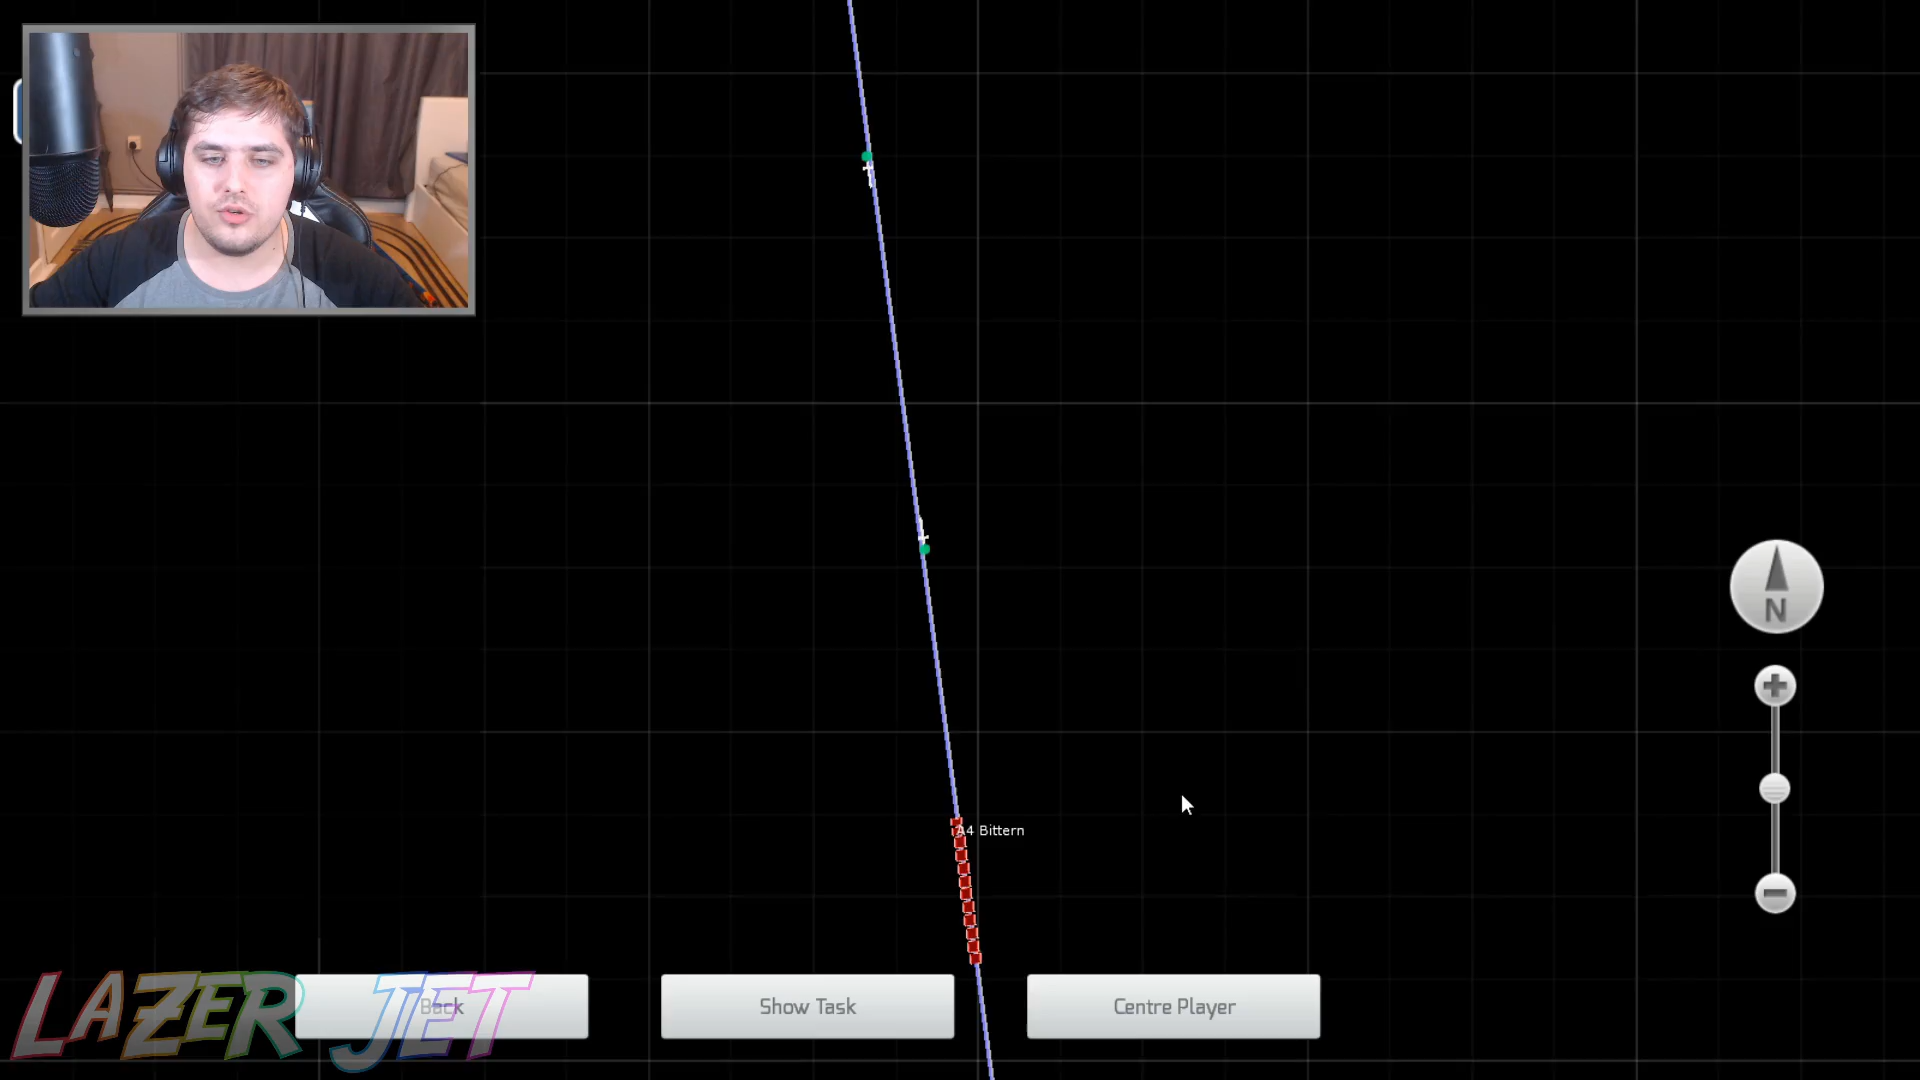 A4 Bittern
N
LAZER JET
Back
Show Task
Centre Player